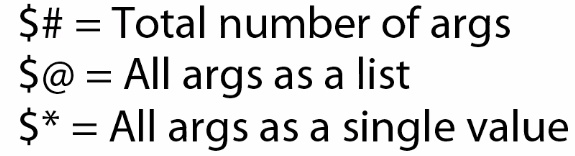 $# = Total number of args
$@ = All args as a list
$* = All args as a single value